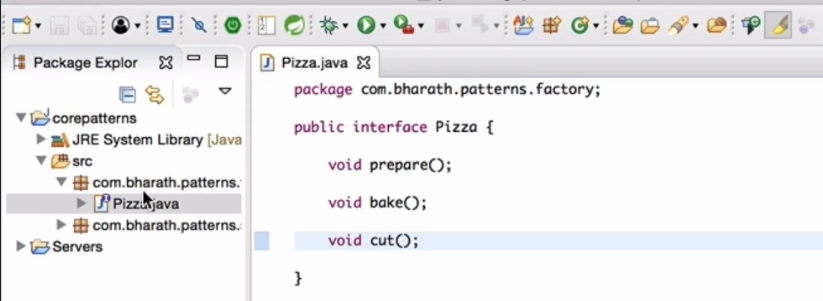 Package Explor
corepatterns
JRE System Library [Java
src
com.bharath.patterns.
Pizza.java
com.bharath.patterns.
Servers
Pizza.java
package com.bharath.patterns.factory;
public interface Pizza {
void prepare();
void bake();
void cut();
}